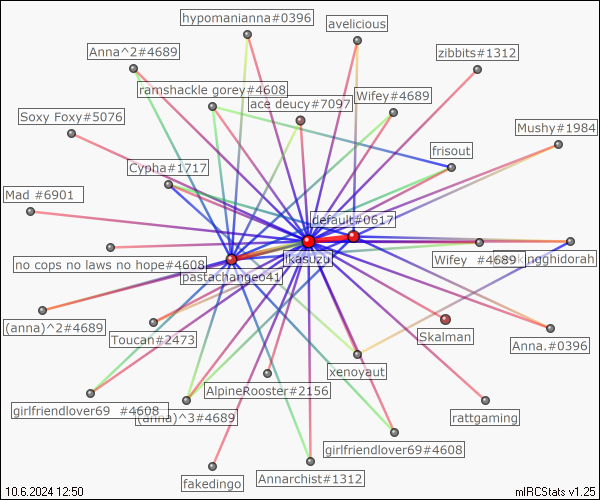 hypomanianna#0396
avelicious
Anna^2#4689
zibbits#1312
ramshackle gorey#4608
Wifey#4689
ace deucy#7097
Soxy Foxy#5076
Mushy#1984
frisout
Cypha#1717
Mad #6901
default#0617
ikasuzu
Wifey #4689
kingghidorah
no cops no laws no hope#4608
pastachangeo41
(anna)^2#4689
Toucan#2473
Skalman
Anna.#0396
xenoyaut
AlpineRooster#2156
rattgaming
girlfriendlover69 #4608
(anna)^3#4689
girlfriendlover69#4608
Annarchist#1312
fakedingo
10.6.2024 12:50
mIRCStats v1.25